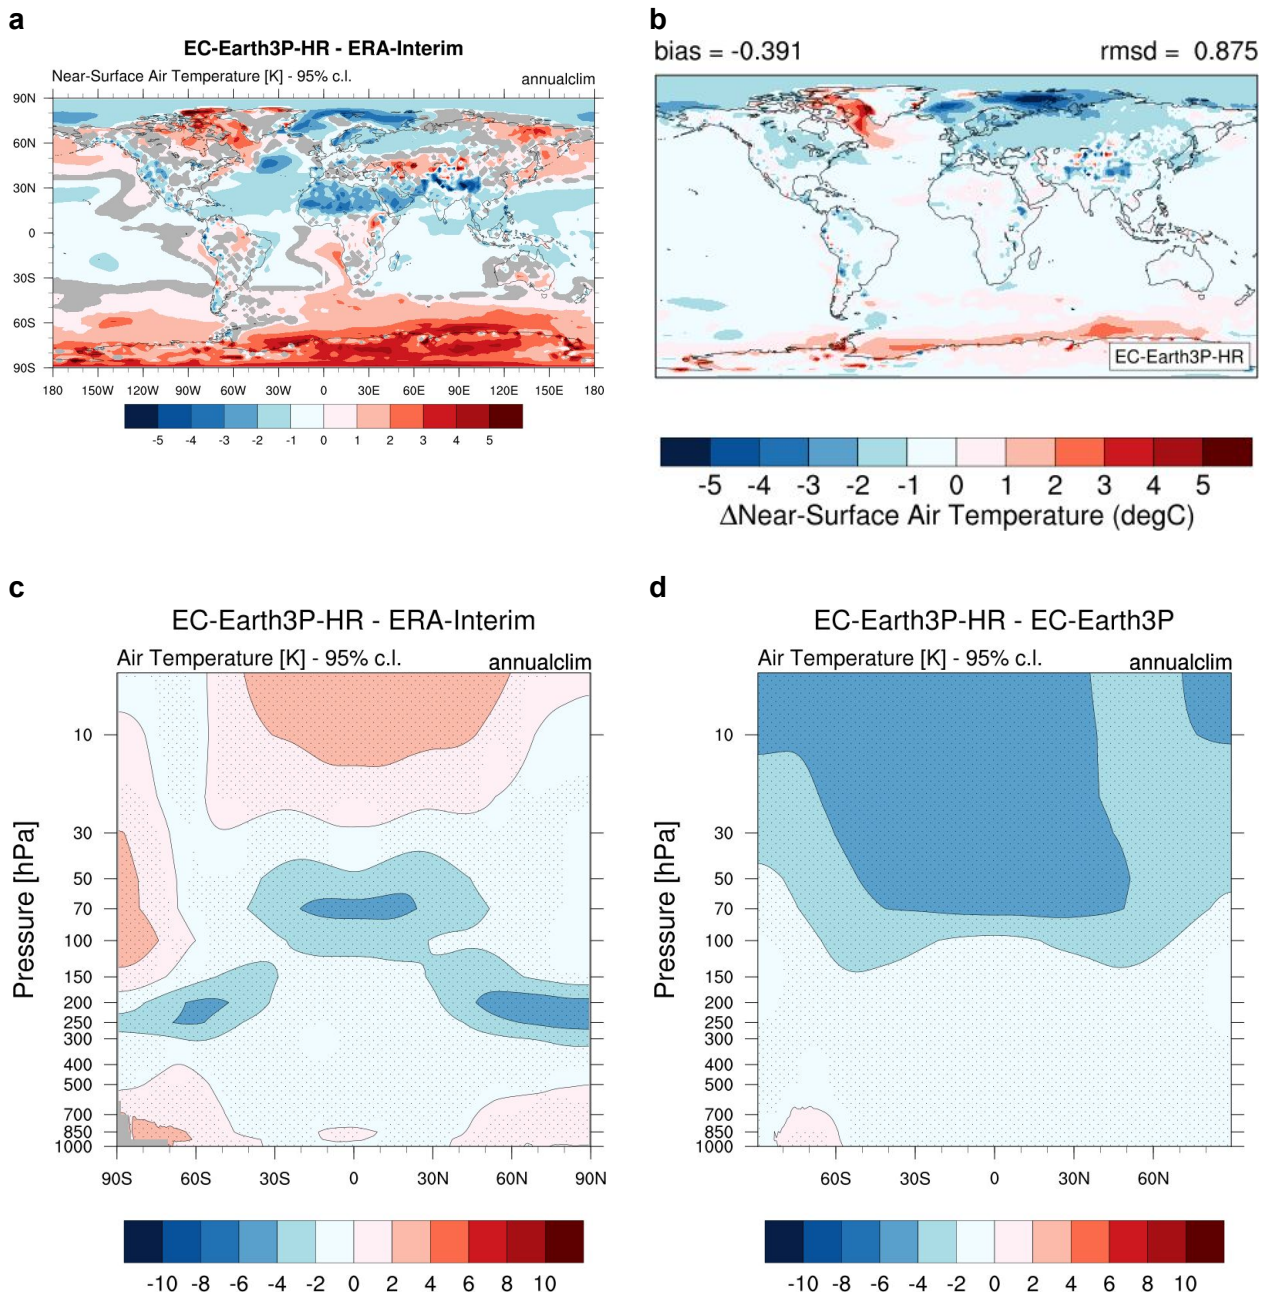 a
EC-Earth3P-HR - ERA-Interim
Near-Surface Air Temperature [K] - 95% c.l. annualclim
90N
60N
30N
0
30S
60S
90S
180 150W 120W 90W 60W 30W 0 30E 60E 90E 120E 150E 180
-5 -4 -3 -2 -1 0 1 2 3 4 5
b
bias = -0.391 rmsd = 0.875
EC-Earth3P-HR
-5 -4 -3 -2 -1 0 1 2 3 4 5
ΔNear-Surface Air Temperature (degC)
c
EC-Earth3P-HR - ERA-Interim
Air Temperature [K] - 95% c.l. annualclim
Pressure [hPa]
10
30
50
70
100
150
200
250
300
400
500
700
850
1000
90S 60S 30S 0 30N 60N 90N
-10 -8 -6 -4 -2 0 2 4 6 8 10
d
EC-Earth3P-HR - EC-Earth3P
Air Temperature [K] - 95% c.l. annualclim
Pressure [hPa]
10
30
50
70
100
150
200
250
300
400
500
700
850
1000
60S 30S 0 30N 60N
-10 -8 -6 -4 -2 0 2 4 6 8 10